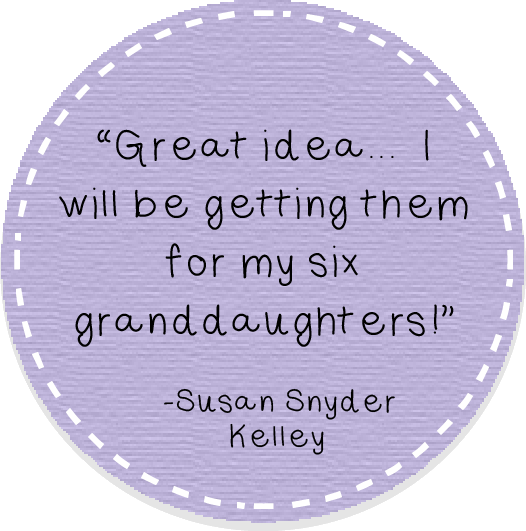 “Great idea... I
will be getting them
for my six
granddaughters!”
-Susan Snyder
Kelley